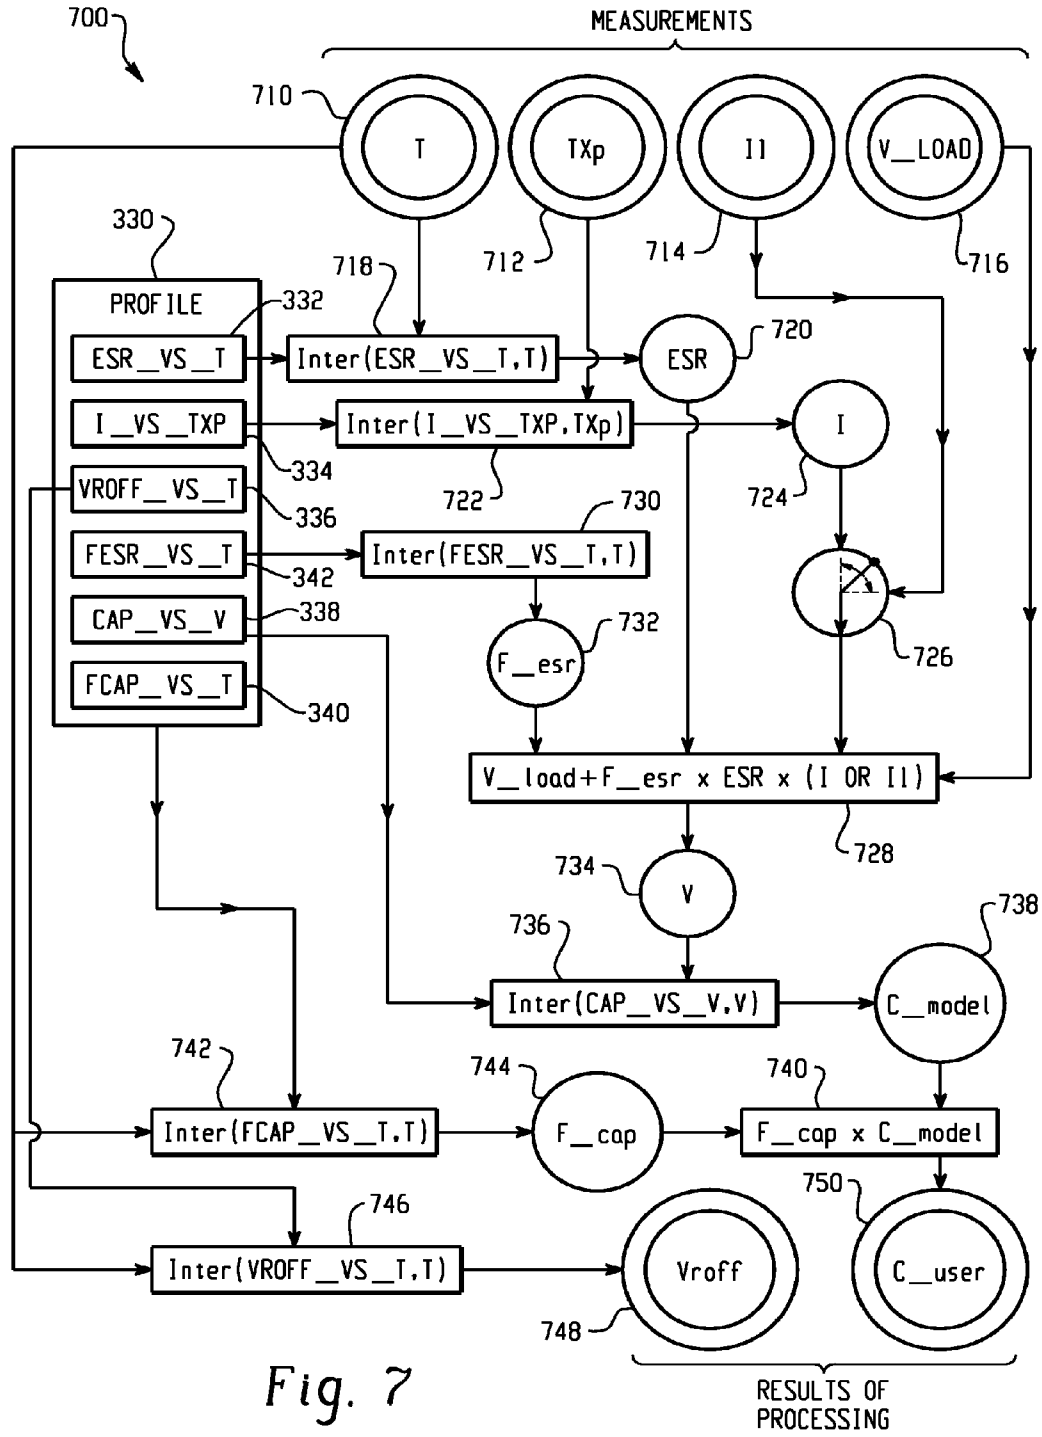 700
MEASUREMENTS
710
T
TXp
Il
V__LOAD
330
718
712
714
716
PROFILE
332
720
ESR__VS__T
Inter(ESR__VS__T,T)
ESR
I__VS__TXP
Inter(I__VS__TXP,TXp)
I
334
722
724
VROFF__VS__T
336
730
FESR__VS__T
Inter(FESR__VS__T,T)
342
CAP__VS__V
338
732
726
F__esr
FCAP__VS__T
340
V__load+F__esr x ESR x (I OR Il)
728
734
V
736
738
Inter(CAP__VS__V,V)
C__model
742
744
740
Inter(FCAP__VS__T,T)
F__cap
F__cap x C__model
750
746
Inter(VROFF__VS__T,T)
Vroff
C__user
748
Fig. 7
RESULTS OF
PROCESSING